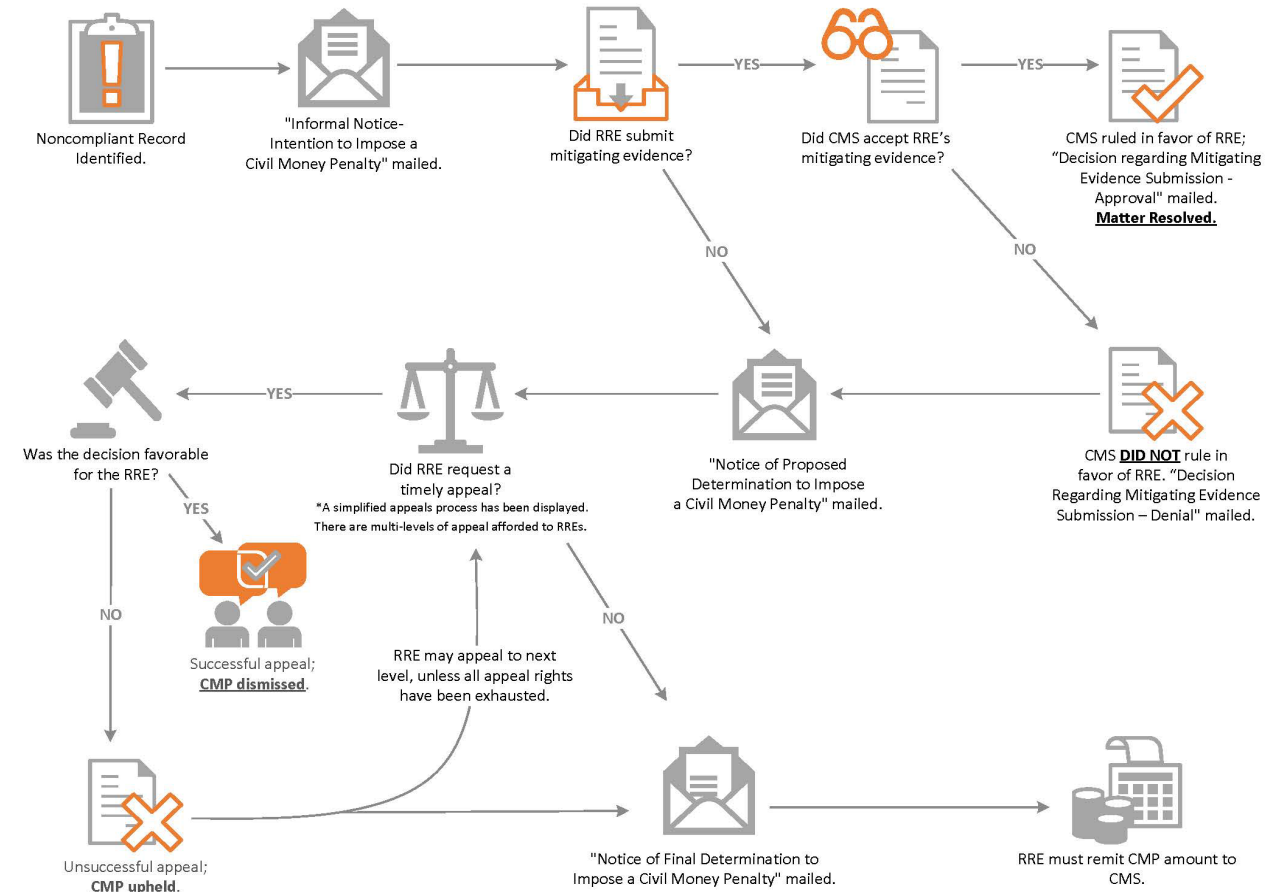 Noncompliant Record
Identified.
"Informal Notice-
Intention to Impose a
Civil Money Penalty" mailed.
Did RRE submit
mitigating evidence?
YES
Did CMS accept RRE's
mitigating evidence?
YES
CMS ruled in favor of RRE;
“Decision regarding Mitigating
Evidence Submission -
Approval" mailed.
Matter Resolved.
NO
NO
Was the decision favorable
for the RRE?
YES
Did RRE request a
timely appeal?
*A simplified appeals process has been displayed.
There are multi-levels of appeal afforded to RREs.
"Notice of Proposed
Determination to Impose
a Civil Money Penalty" mailed.
CMS DID NOT rule in
favor of RRE. “Decision
Regarding Mitigating Evidence
Submission – Denial" mailed.
YES
NO
NO
Successful appeal;
CMP dismissed.
RRE may appeal to next
level, unless all appeal rights
have been exhausted.
Unsuccessful appeal;
CMP upheld.
"Notice of Final Determination to
Impose a Civil Money Penalty" mailed.
RRE must remit CMP amount to
CMS.